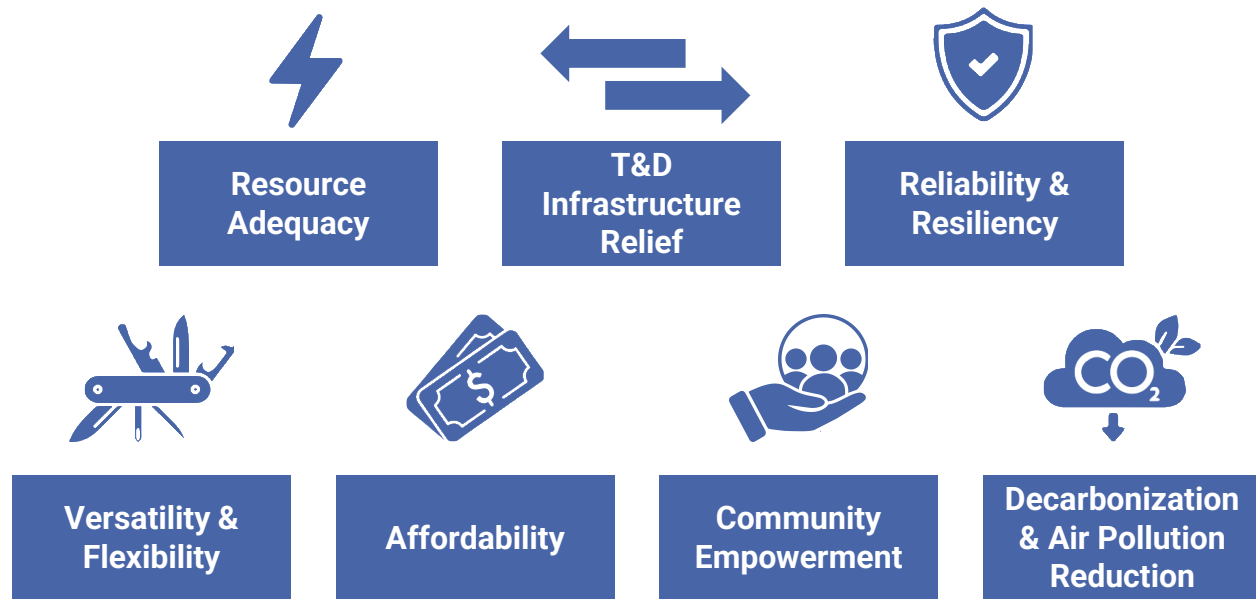 Resource
Adequacy
T&D
Infrastructure
Relief
Reliability &
Resiliency
$
CO2
Versatility &
Flexibility
Affordability
Community
Empowerment
Decarbonization
& Air Pollution
Reduction